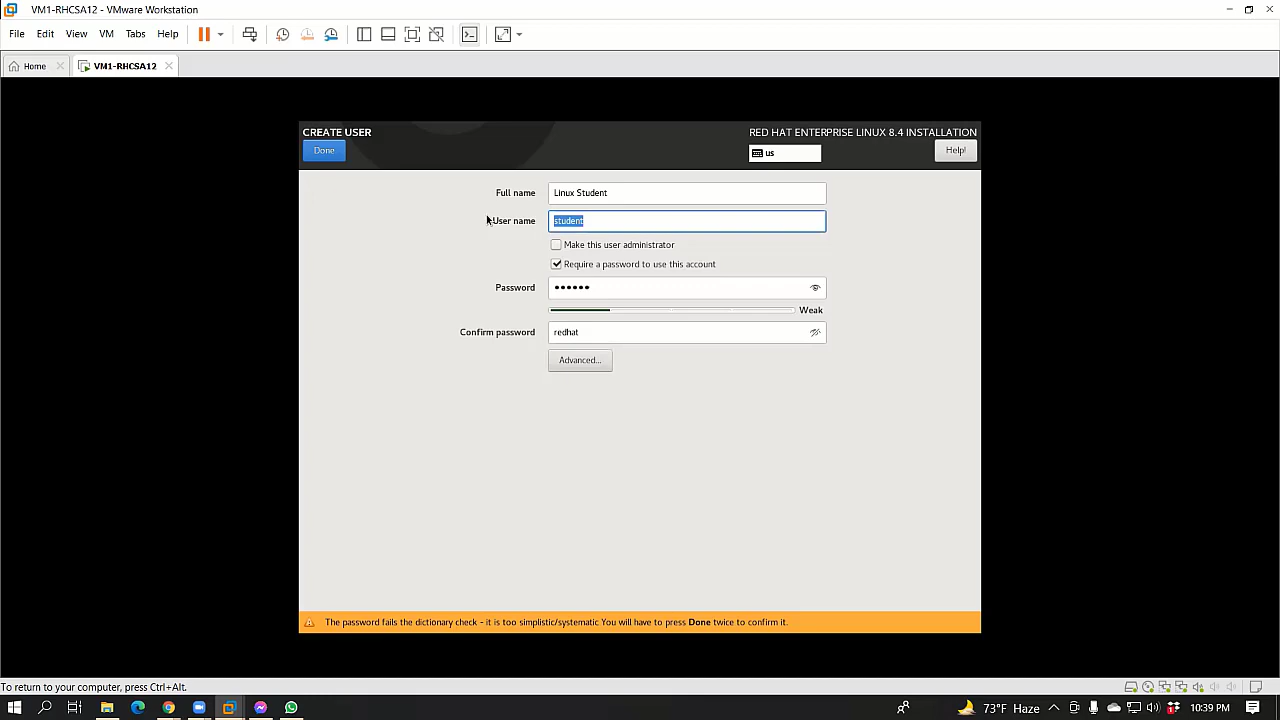 VM1-RHCSA12 - VMware Workstation
File Edit View VM Tabs Help
Home VM1-RHCSA12
CREATE USER
RED HAT ENTERPRISE LINUX 8.4 INSTALLATION
Done
us
Help!
Full name Linux Student
User name student
Make this user administrator
Require a password to use this account
Password ••••••
Weak
Confirm password redhat
Advanced...
The password fails the dictionary check - it is too simplistic/systematic You will have to press Done twice to confirm it.
To return to your computer, press Ctrl+Alt.
73°F Haze 10:39 PM